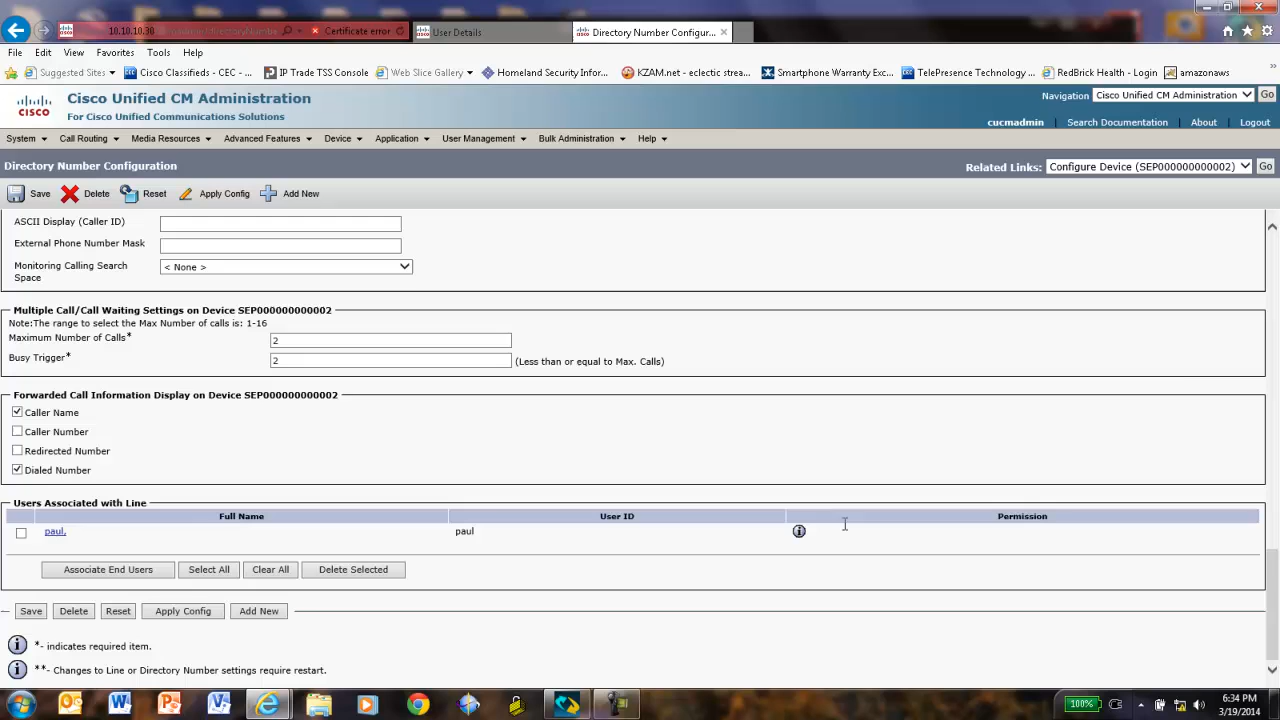 10.10.10.30
Certificate error
User Details
Directory Number Configur...
File Edit View Favorites Tools Help
Suggested Sites
Cisco Classifieds - CEC - ...
IP Trade TSS Console
Web Slice Gallery
Homeland Security Infor...
KZAM.net - eclectic strea...
Smartphone Warranty Exc...
TelePresence Technology ...
RedBrick Health - Login
amazonaws
»
CISCO
Cisco Unified CM Administration
For Cisco Unified Communications Solutions
Navigation Cisco Unified CM Administration Go
cucmadmin Search Documentation About Logout
System Call Routing Media Resources Advanced Features Device Application User Management Bulk Administration Help
Directory Number Configuration
Related Links: Configure Device (SEP000000000002) Go
Save Delete Reset Apply Config Add New
ASCII Display (Caller ID)
External Phone Number Mask
Monitoring Calling Search
Space
< None >
Multiple Call/Call Waiting Settings on Device SEP000000000002
Note:The range to select the Max Number of calls is: 1-16
Maximum Number of Calls* 2
Busy Trigger* 2 (Less than or equal to Max. Calls)
Forwarded Call Information Display on Device SEP000000000002
Caller Name
Caller Number
Redirected Number
Dialed Number
Users Associated with Line
Full Name User ID Permission
paul, paul
Associate End Users Select All Clear All Delete Selected
Save Delete Reset Apply Config Add New
*- indicates required item.
**- Changes to Line or Directory Number settings require restart.
100%
6:34 PM
3/19/2014